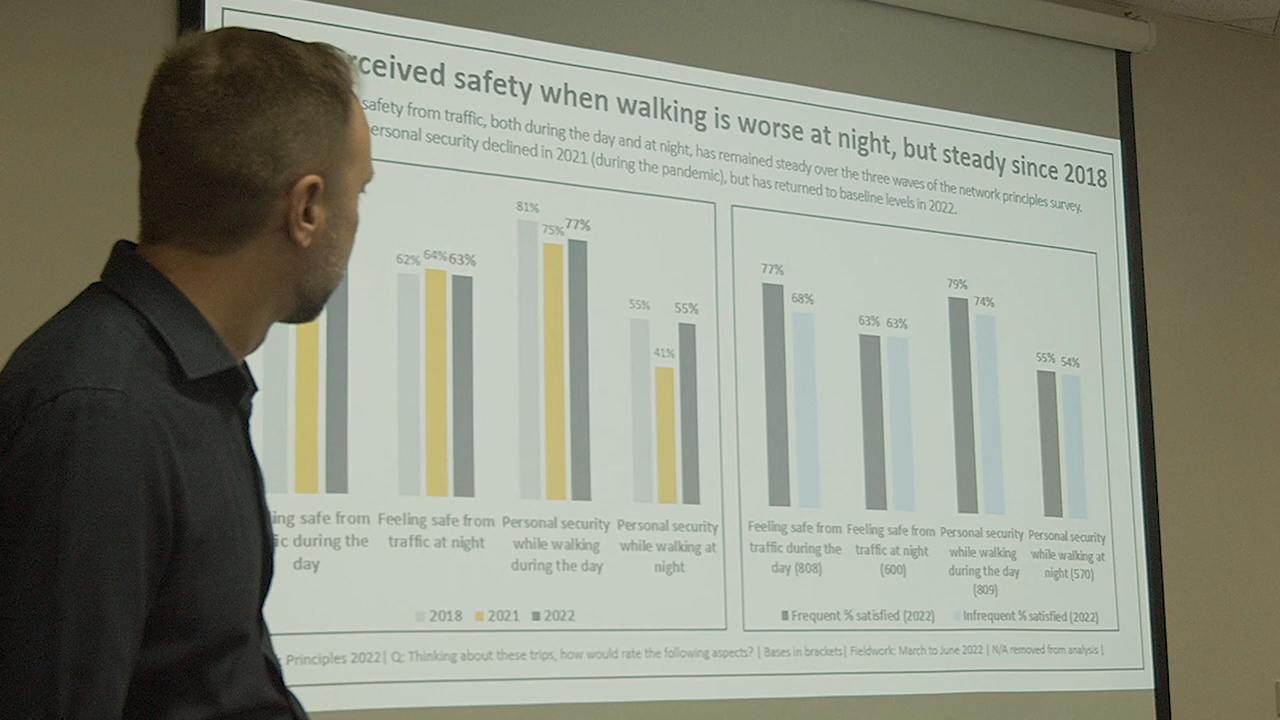 ceived safety when walking is worse at night, but steady since 2018
safety from traffic, both during the day and at night, has remained steady over the three waves of the network principles survey.
ersonal security declined in 2021 (during the pandemic), but has returned to baseline levels in 2022.
62% 64% 63%
81% 75% 77%
55% 41% 55%
ing safe from
ic during the
day
Feeling safe from
traffic at night
Personal security
while walking
during the day
Personal security
while walking at
night
2018 2021 2022
77% 68%
63% 63%
79% 74%
55% 54%
Feeling safe from
traffic during the
day (808)
Feeling safe from
traffic at night
(600)
Personal security
while walking
during the day
(809)
Personal security
while walking at
night (570)
Frequent % satisfied (2022) Infrequent % satisfied (2022)
Principles 2022| Q: Thinking about these trips, how would rate the following aspects? | Bases in brackets| Fieldwork: March to June 2022 | N/A removed from analysis |